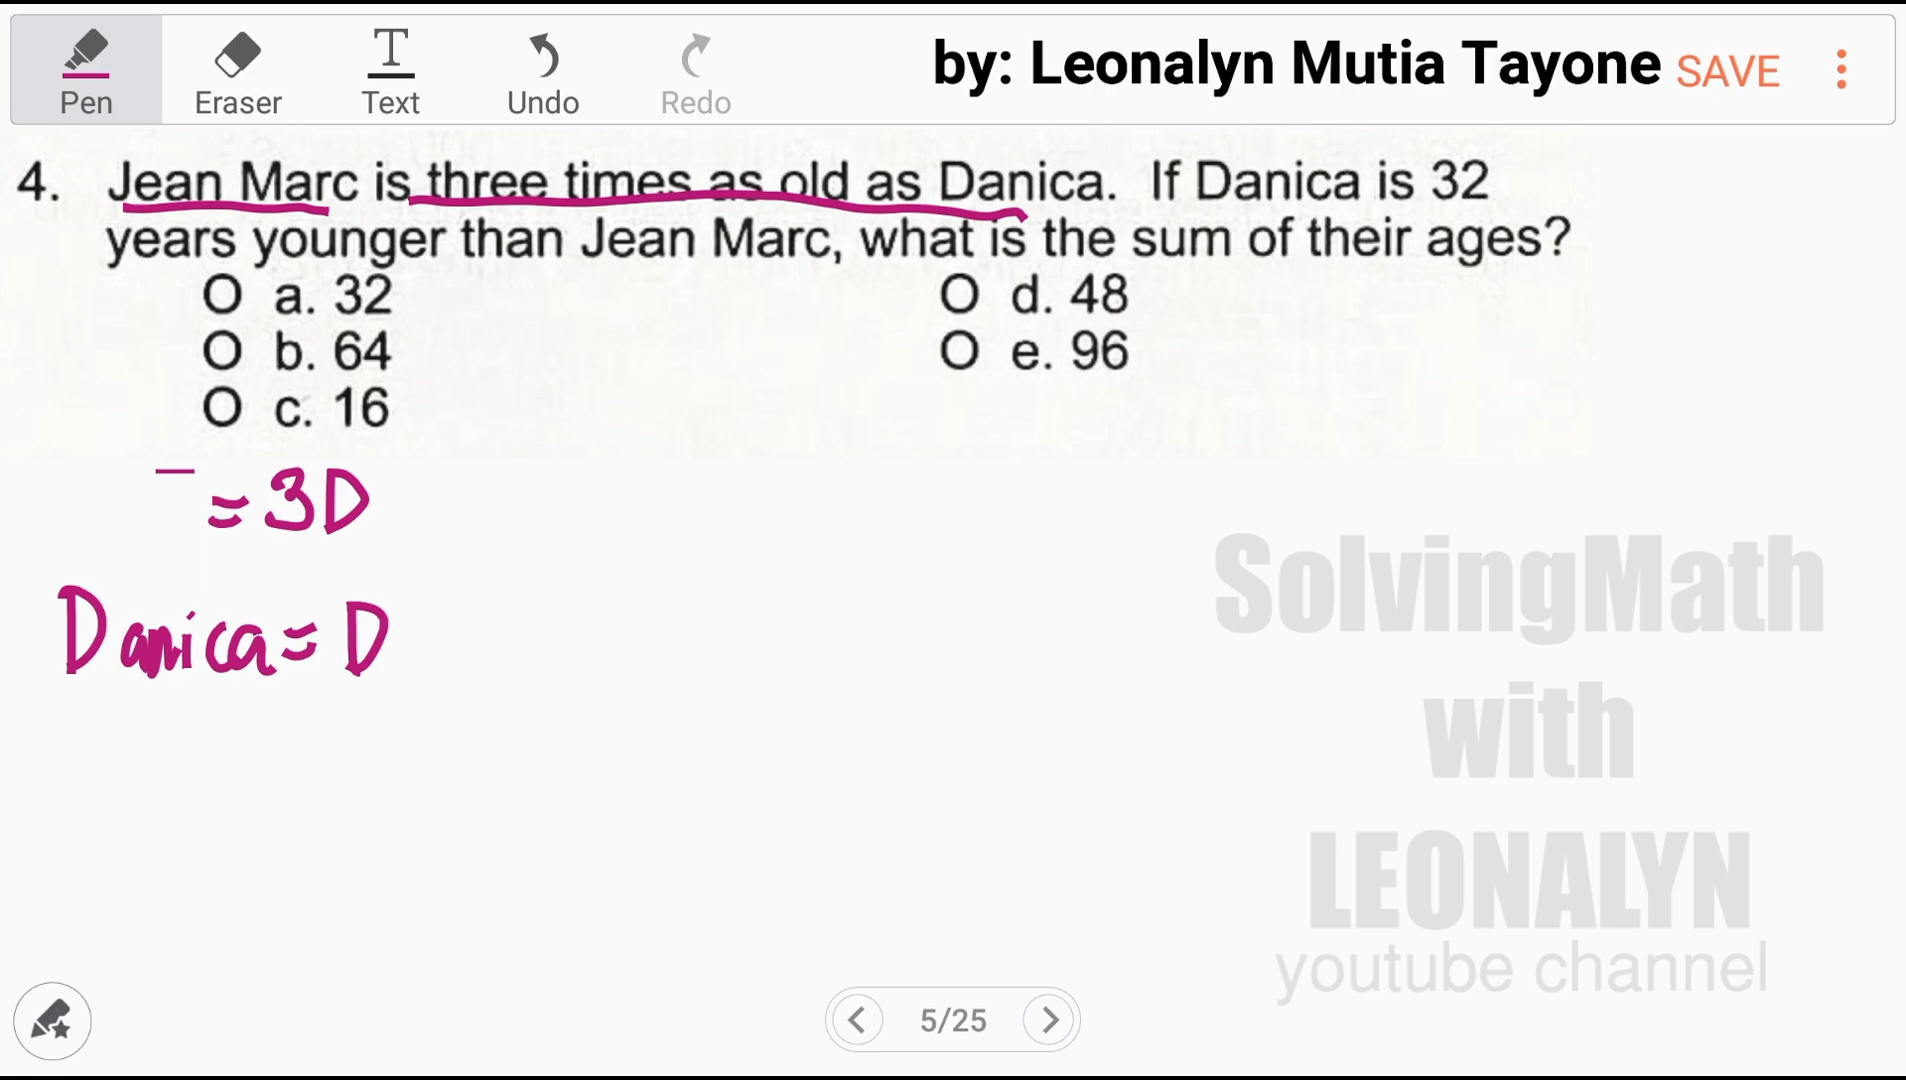 Pen Eraser Text Undo Redo by: Leonalyn Mutia Tayone SAVE
4. Jean Marc is three times as old as Danica. If Danica is 32
years younger than Jean Marc, what is the sum of their ages?
O a. 32 O d. 48
O b. 64 O e. 96
O c. 16
= 3D
Danica = D
SolvingMath
with
LEONALYN
youtube channel
5/25